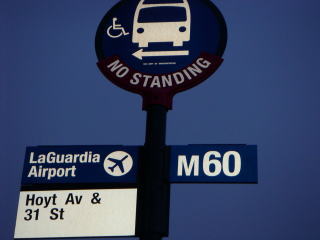 NO STANDING
LaGuardia
Airport
M60
Hoyt Av &
31 St